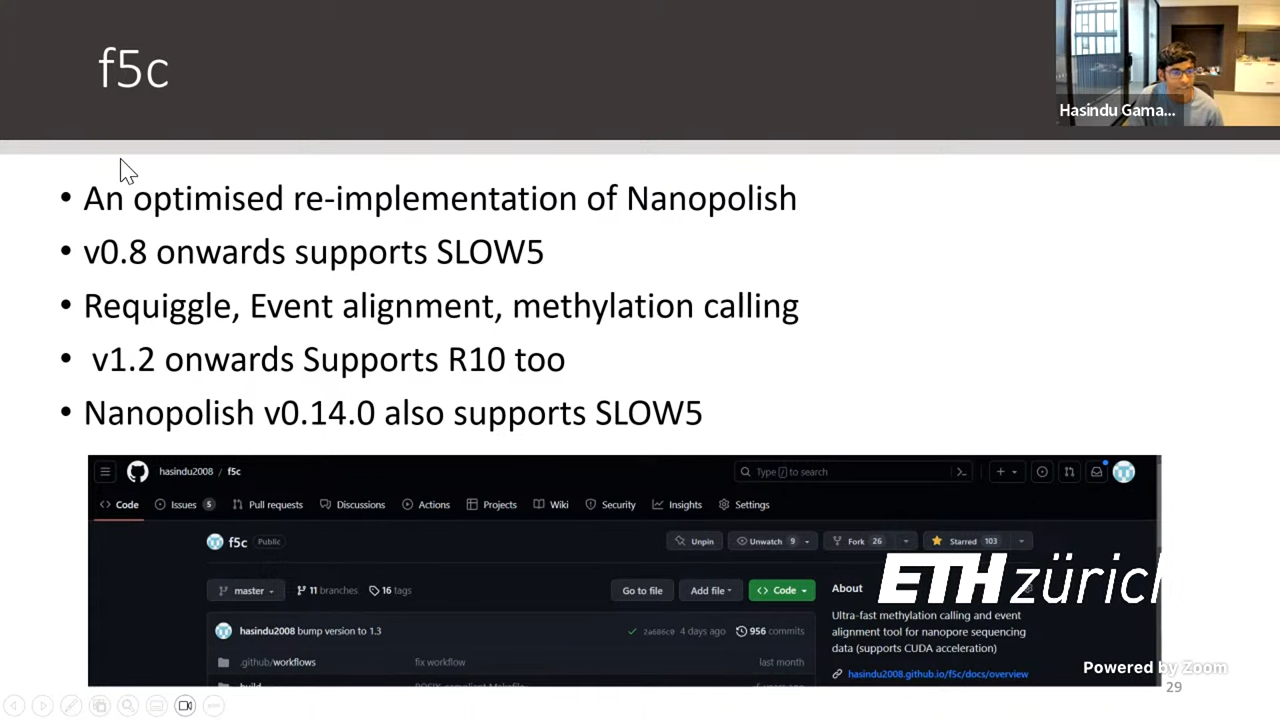 f5c
Hasindu Gama...
• An optimised re-implementation of Nanopolish
• v0.8 onwards supports SLOW5
• Requiggle, Event alignment, methylation calling
• v1.2 onwards Supports R10 too
• Nanopolish v0.14.0 also supports SLOW5
hasindu2008 / f5c
Type / to search
Code Issues 5 Pull requests Discussions Actions Projects Wiki Security Insights Settings
f5c Public
Unpin Unwatch 9 Fork 26 Starred 103
master 11 branches 16 tags
Go to file Add file Code
About
ETH zürich
Ultra-fast methylation calling and event
alignment tool for nanopore sequencing
data (supports CUDA acceleration)
hasindu2008.github.io/f5c/docs/overview
hasindu2008 bump version to 1.3
2a606c0 4 days ago 956 commits
.github/workflows fix workflow last month
Powered by Zoom
29